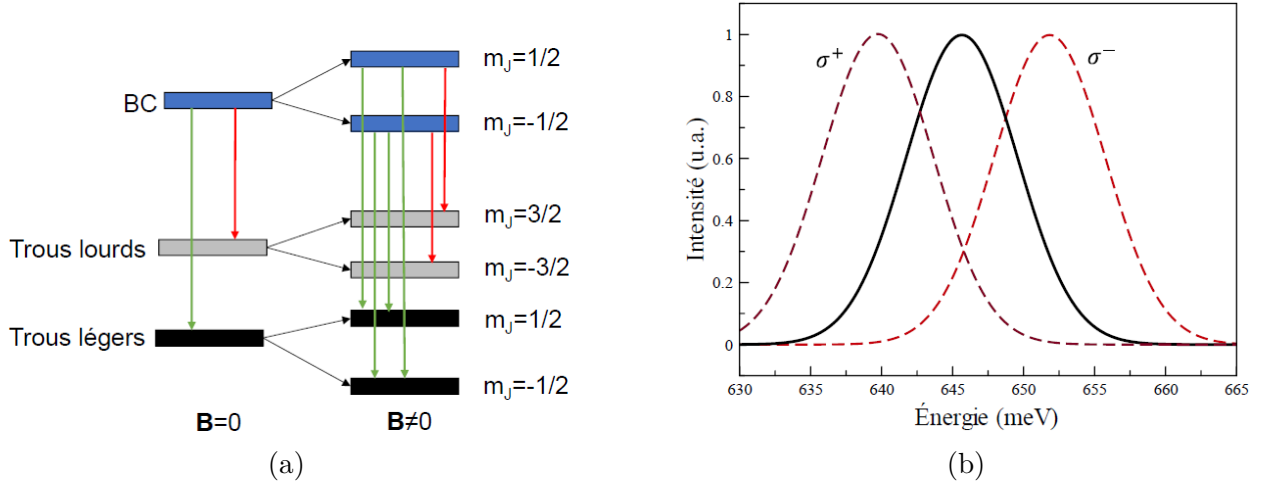 BC
Trous lourds
Trous légers
B=0
B≠0
m_J=1/2
m_J=-1/2
m_J=3/2
m_J=-3/2
m_J=1/2
m_J=-1/2
(a)
Intensité (u.a.)
1
0.8
0.6
0.4
0.2
0
σ⁺
σ⁻
630 635 640 645 650 655 660 665
Énergie (meV)
(b)